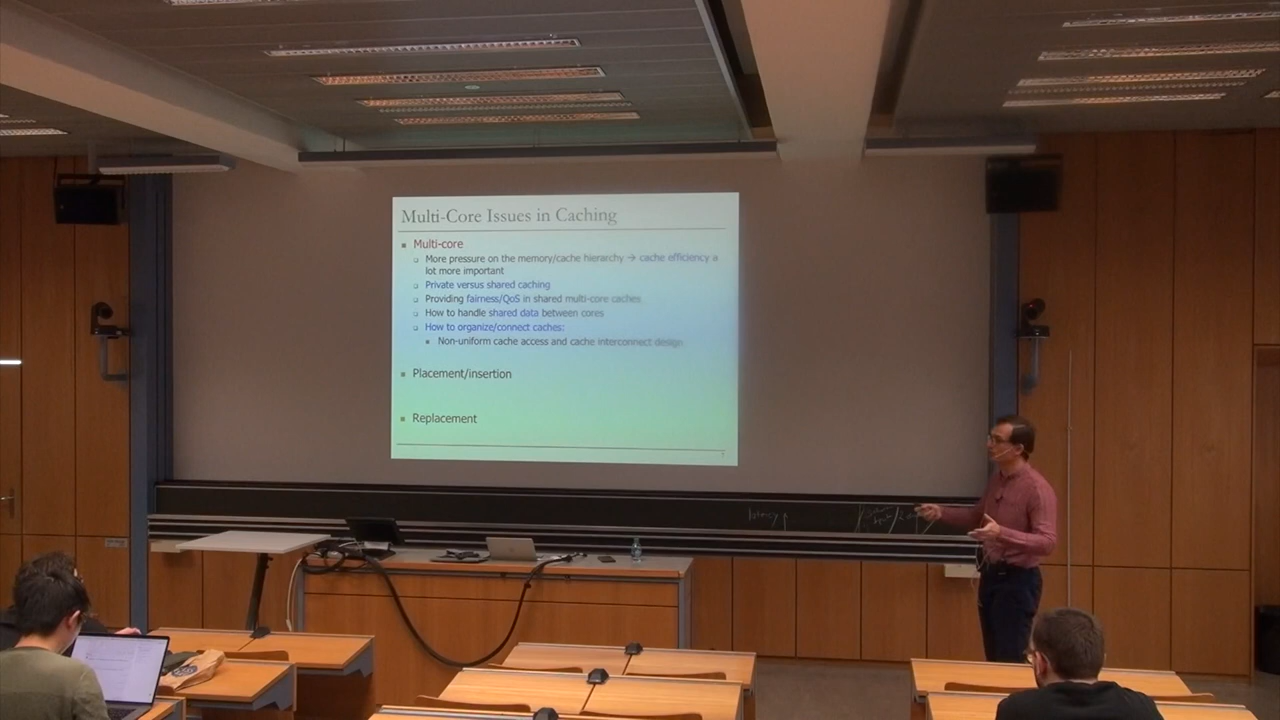 Multi-Core Issues in Caching
Multi-core
More pressure on the memory/cache hierarchy → cache efficiency a
lot more important
Private versus shared caching
Providing fairness/QoS in shared multi-core caches
How to handle shared data between cores
How to organize/connect caches:
Non-uniform cache access and cache interconnect design
Placement/insertion
Replacement
latency ↑